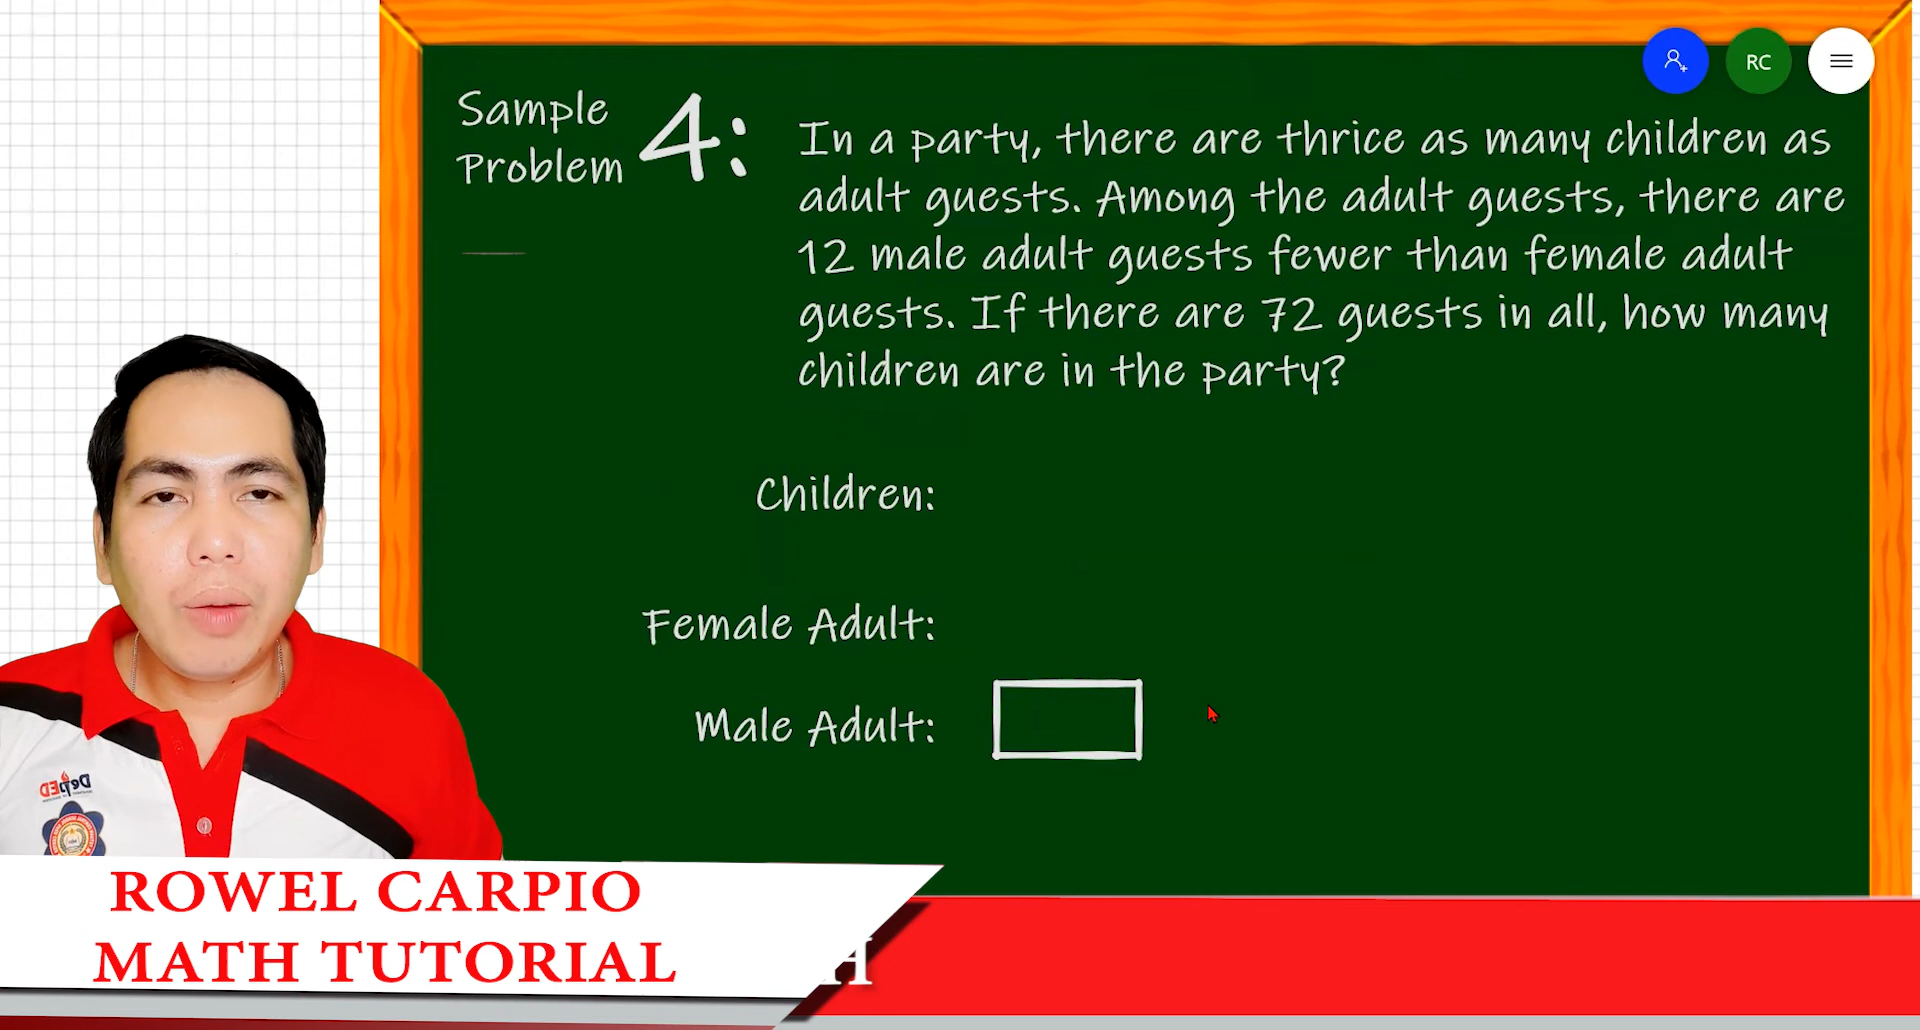 Sample
Problem
4:
In a party, there are thrice as many children as
adult guests. Among the adult guests, there are
12 male adult guests fewer than female adult
guests. If there are 72 guests in all, how many
children are in the party?
RC
Children:
Female Adult:
Male Adult:
DepED
ROWEL CARPIO
MATH TUTORIAL
H